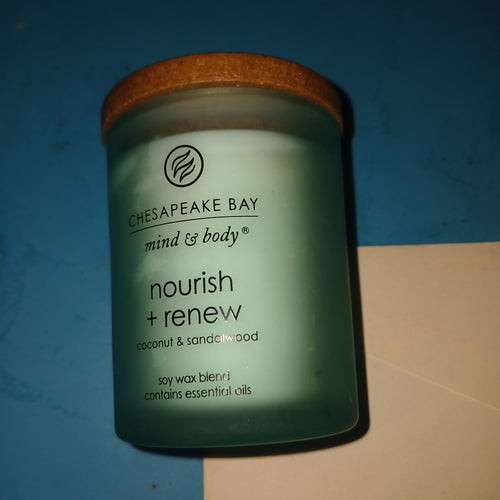 CHESAPEAKE BAY
mind & body®
nourish
+ renew
coconut & sandalwood
soy wax blend
contains essential oils